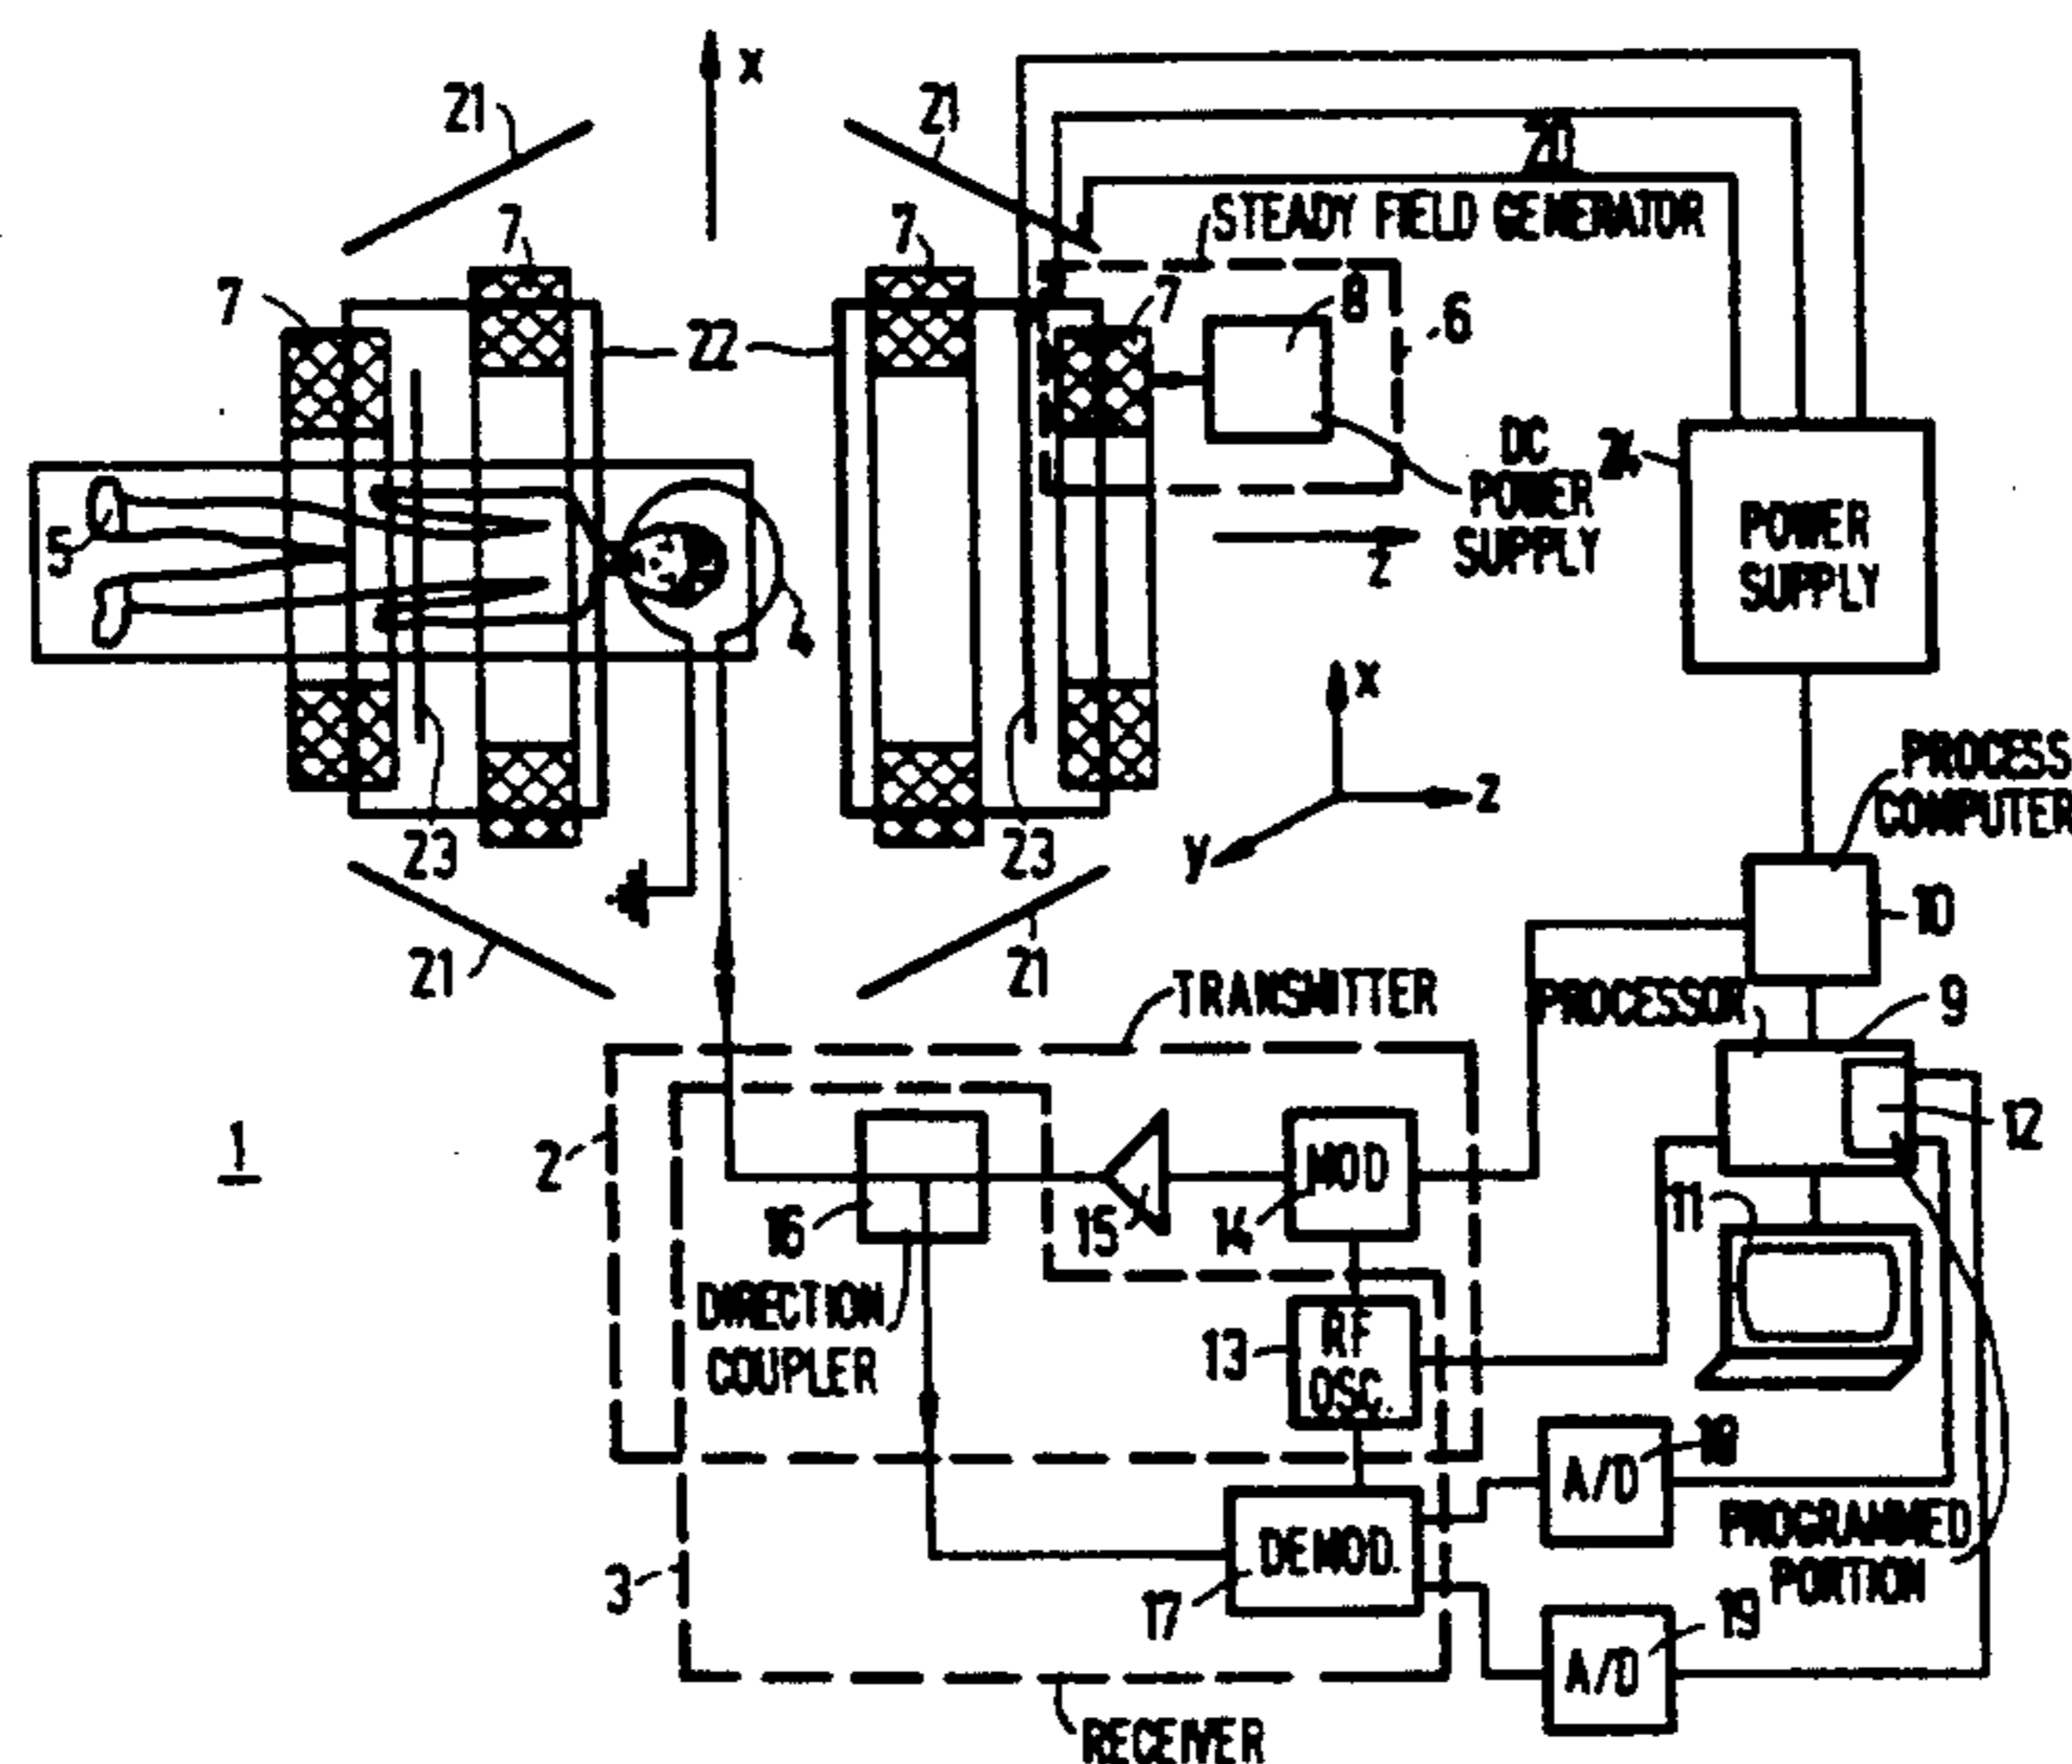 x
21
21
20
STEADY FIELD GENERATOR
7
7
7
7
8
6
22
DC
POWER
SUPPLY
24
POWER
SUPPLY
5
z
4
x
z
y
PROCESS
COMPUTER
23
23
10
21
21
TRANSMITTER
PROCESSOR
9
12
1
2
MOD
16
15
14
11
DIRECTION
COUPLER
13
RF
OSC.
18
A/D
PROGRAMMED
PORTION
DEMOD.
3
17
19
A/D
RECEIVER